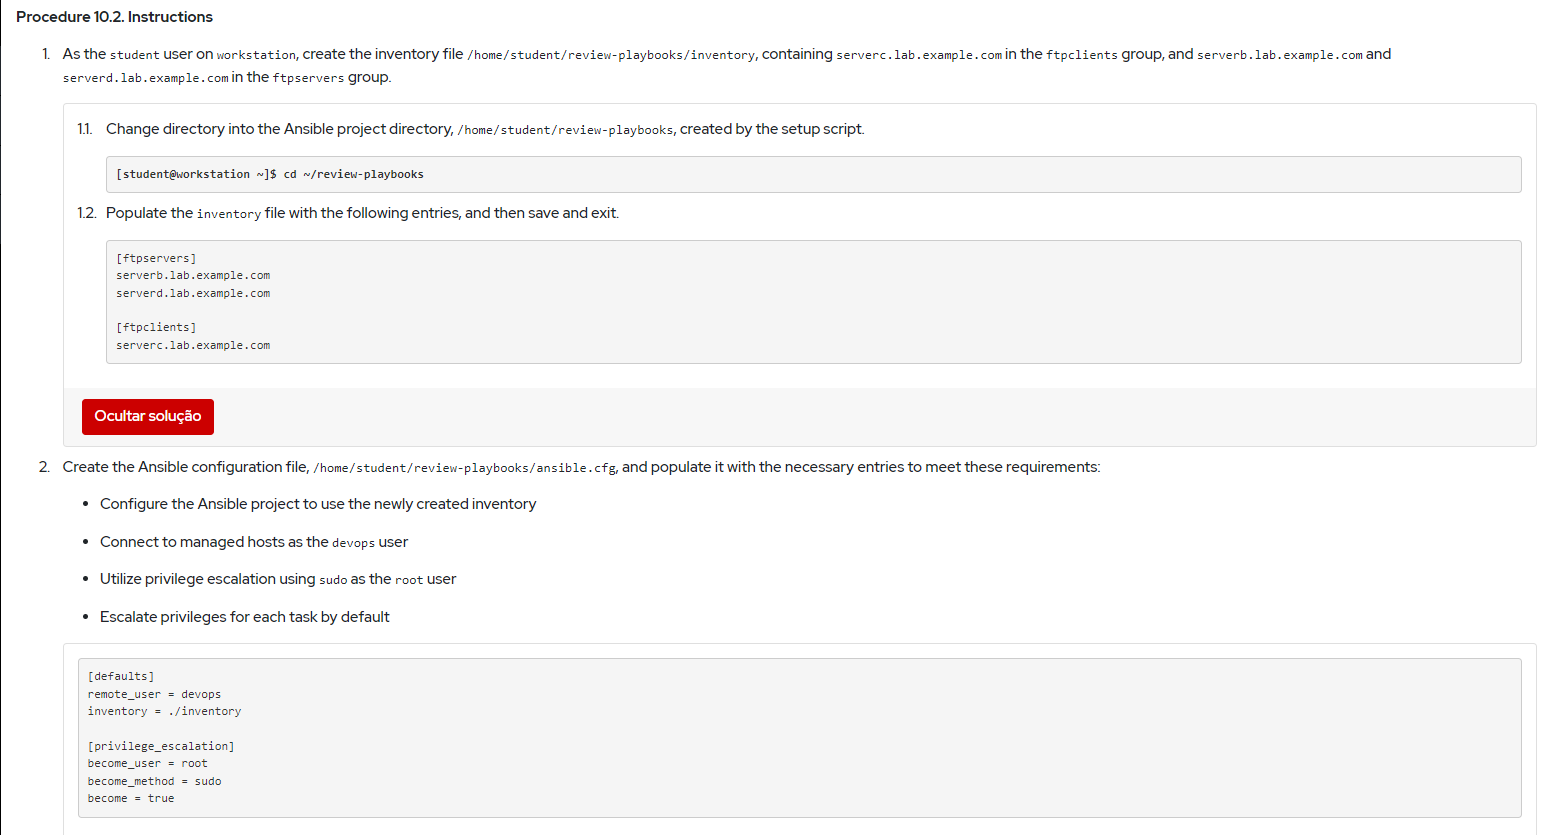 Procedure 10.2. Instructions
1. As the student user on workstation, create the inventory file /home/student/review-playbooks/inventory, containing serverc.lab.example.com in the ftpclients group, and serverb.lab.example.com and
serverd.lab.example.com in the ftpservers group.
1.1. Change directory into the Ansible project directory, /home/student/review-playbooks, created by the setup script.
[student@workstation ~]$ cd ~/review-playbooks
1.2. Populate the inventory file with the following entries, and then save and exit.
[ftpservers]
serverb.lab.example.com
serverd.lab.example.com
[ftpclients]
serverc.lab.example.com
Ocultar solução
2. Create the Ansible configuration file, /home/student/review-playbooks/ansible.cfg, and populate it with the necessary entries to meet these requirements:
• Configure the Ansible project to use the newly created inventory
• Connect to managed hosts as the devops user
• Utilize privilege escalation using sudo as the root user
• Escalate privileges for each task by default
[defaults]
remote_user = devops
inventory = ./inventory
[privilege_escalation]
become_user = root
become_method = sudo
become = true